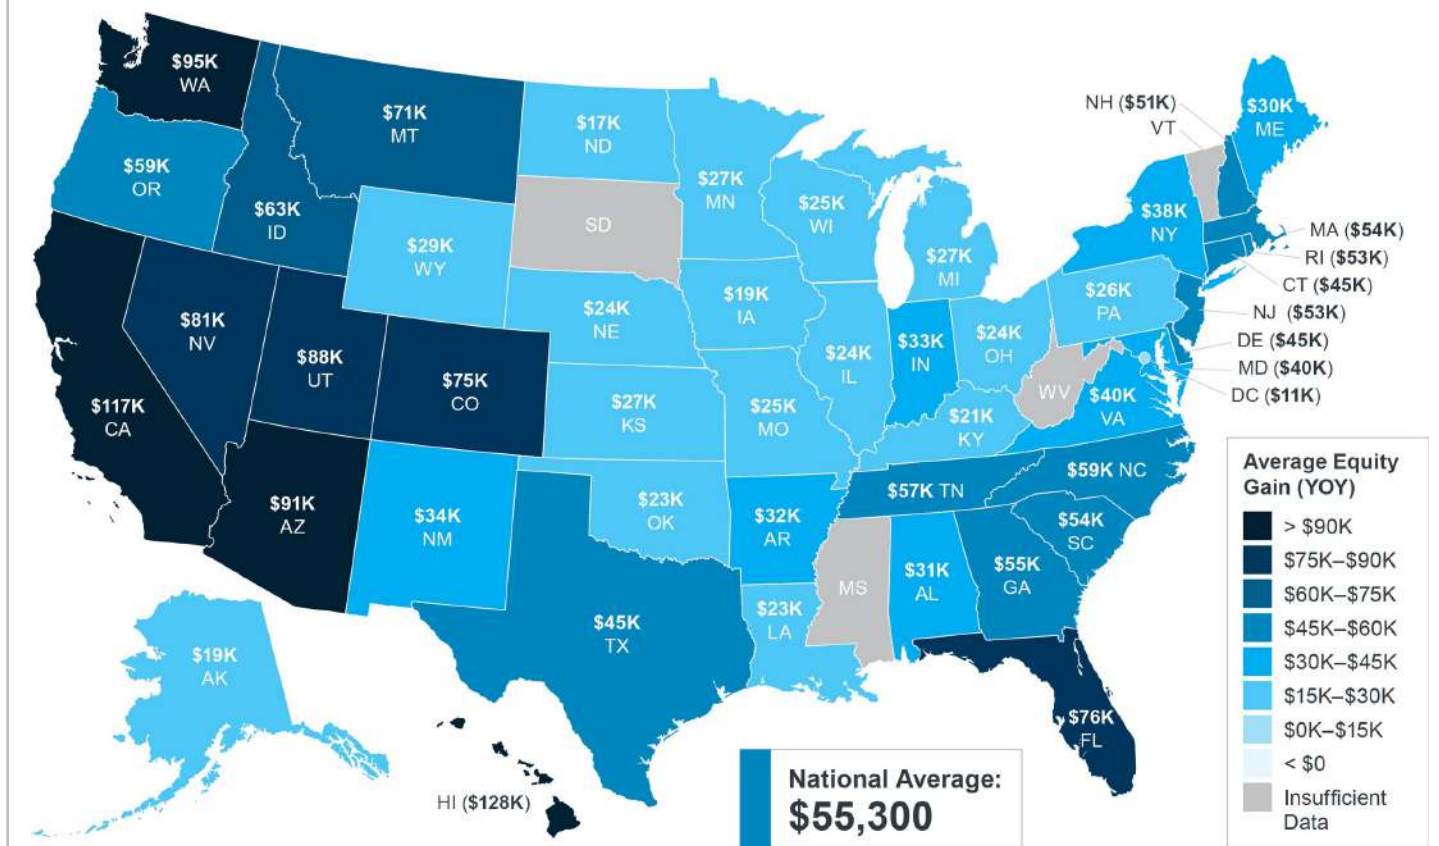 $95K
WA
$71K
MT
$17K
ND
$59K
OR
$63K
ID
$29K
WY
SD
$27K
MN
$25K
WI
$27K
MI
NH ($51K)
VT
$30K
ME
$38K
NY
MA ($54K)
RI ($53K)
CT ($45K)
NJ ($53K)
DE ($45K)
MD ($40K)
DC ($11K)
$26K
PA
$117K
CA
$81K
NV
$88K
UT
$75K
CO
$24K
NE
$19K
IA
$24K
IL
$33K
IN
$24K
OH
WV
$40K
VA
$27K
KS
$25K
MO
$21K
KY
$91K
AZ
$34K
NM
$23K
OK
$32K
AR
$57K TN
$59K NC
$54K
SC
$55K
GA
$31K
AL
MS
$23K
LA
$45K
TX
$76K
FL
$19K
AK
HI ($128K)
National Average:
$55,300
Average Equity
Gain (YOY)
> $90K
$75K–$90K
$60K–$75K
$45K–$60K
$30K–$45K
$15K–$30K
$0K–$15K
< $0
Insufficient
Data